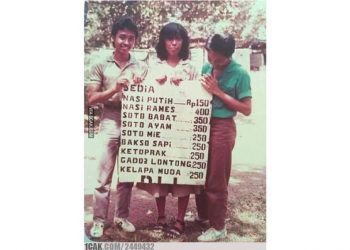 SEDIA
NASI PUTIH ...... Rp150
NASI RAMES ...... 400
SOTO BABAT ...... 350
SOTO AYAM ...... 350
SOTO MIE ...... 250
BAKSO SAPI ...... 250
KETOPRAK ...... 250
GADO2 LONTONG 250
KELAPA MUDA 250
D L L
1CAK.COM/2449432